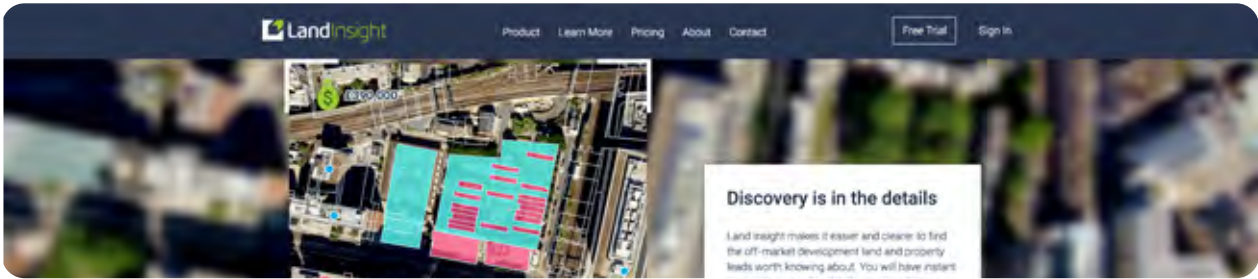 LandInsight
Product Learn More Pricing About Contact
Free Trial Sign In
£350,000
Discovery is in the details
Land Insight makes it easier and clearer to find
the off-market development land and property
leads worth knowing about. You will have instant